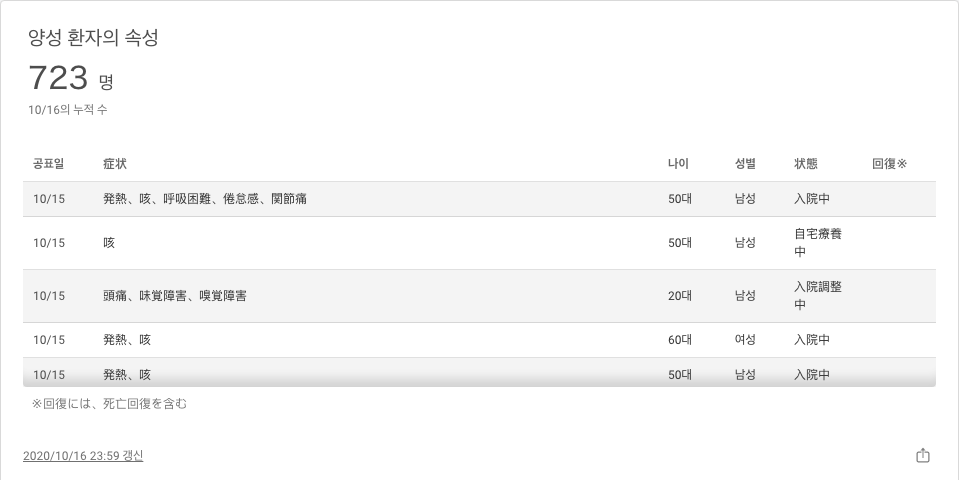 양성 환자의 속성
723 명
10/16의 누적 수
공표일 症状 나이 성별 状態 回復※
10/15 発熱、咳、呼吸困難、倦怠感、関節痛 50대 남성 入院中
10/15 咳 50대 남성 自宅療養
中
10/15 頭痛、味覚障害、嗅覚障害 20대 남성 入院調整
中
10/15 発熱、咳 60대 여성 入院中
10/15 発熱、咳 50대 남성 入院中
※回復には、死亡回復を含む
2020/10/16 23:59 갱신